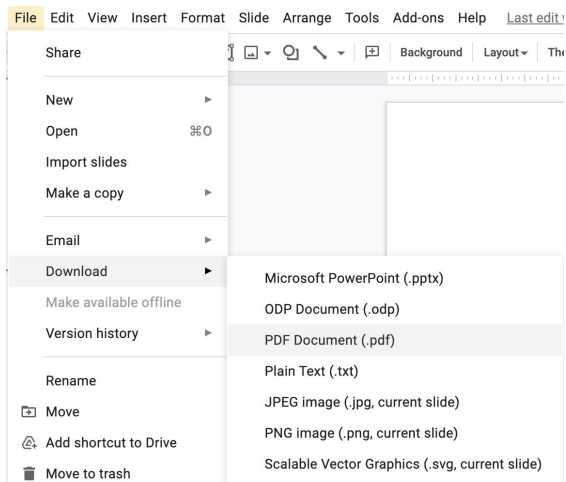 File Edit View Insert Format Slide Arrange Tools Add-ons Help Last edit
Share
Background Layout
New
Open ⌘O
Import slides
Make a copy
Email
Download
Microsoft PowerPoint (.pptx)
Make available offline
ODP Document (.odp)
Version history
PDF Document (.pdf)
Plain Text (.txt)
Rename
JPEG image (.jpg, current slide)
Move
PNG image (.png, current slide)
Add shortcut to Drive
Scalable Vector Graphics (.svg, current slide)
Move to trash